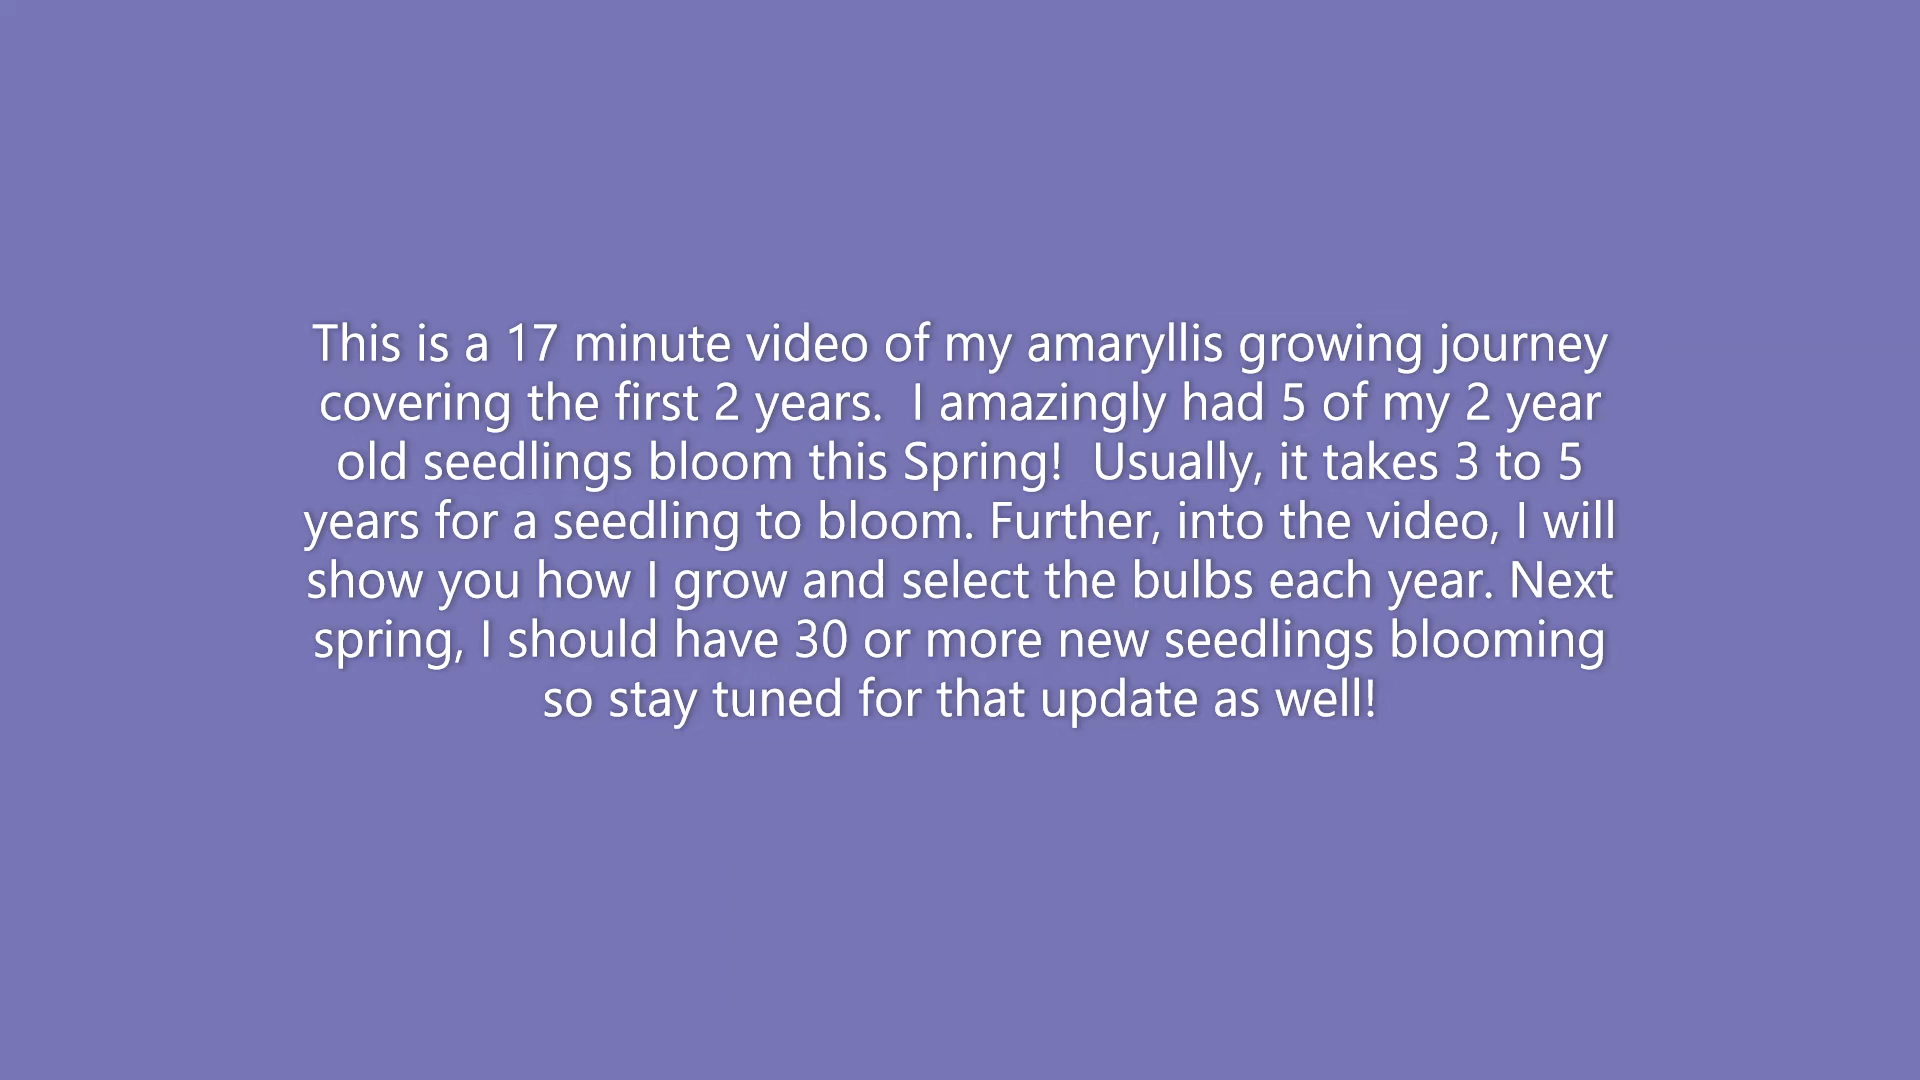 This is a 17 minute video of my amaryllis growing journey
covering the first 2 years.  I amazingly had 5 of my 2 year
old seedlings bloom this Spring!  Usually, it takes 3 to 5
years for a seedling to bloom. Further, into the video, I will
show you how I grow and select the bulbs each year. Next
spring, I should have 30 or more new seedlings blooming
so stay tuned for that update as well!